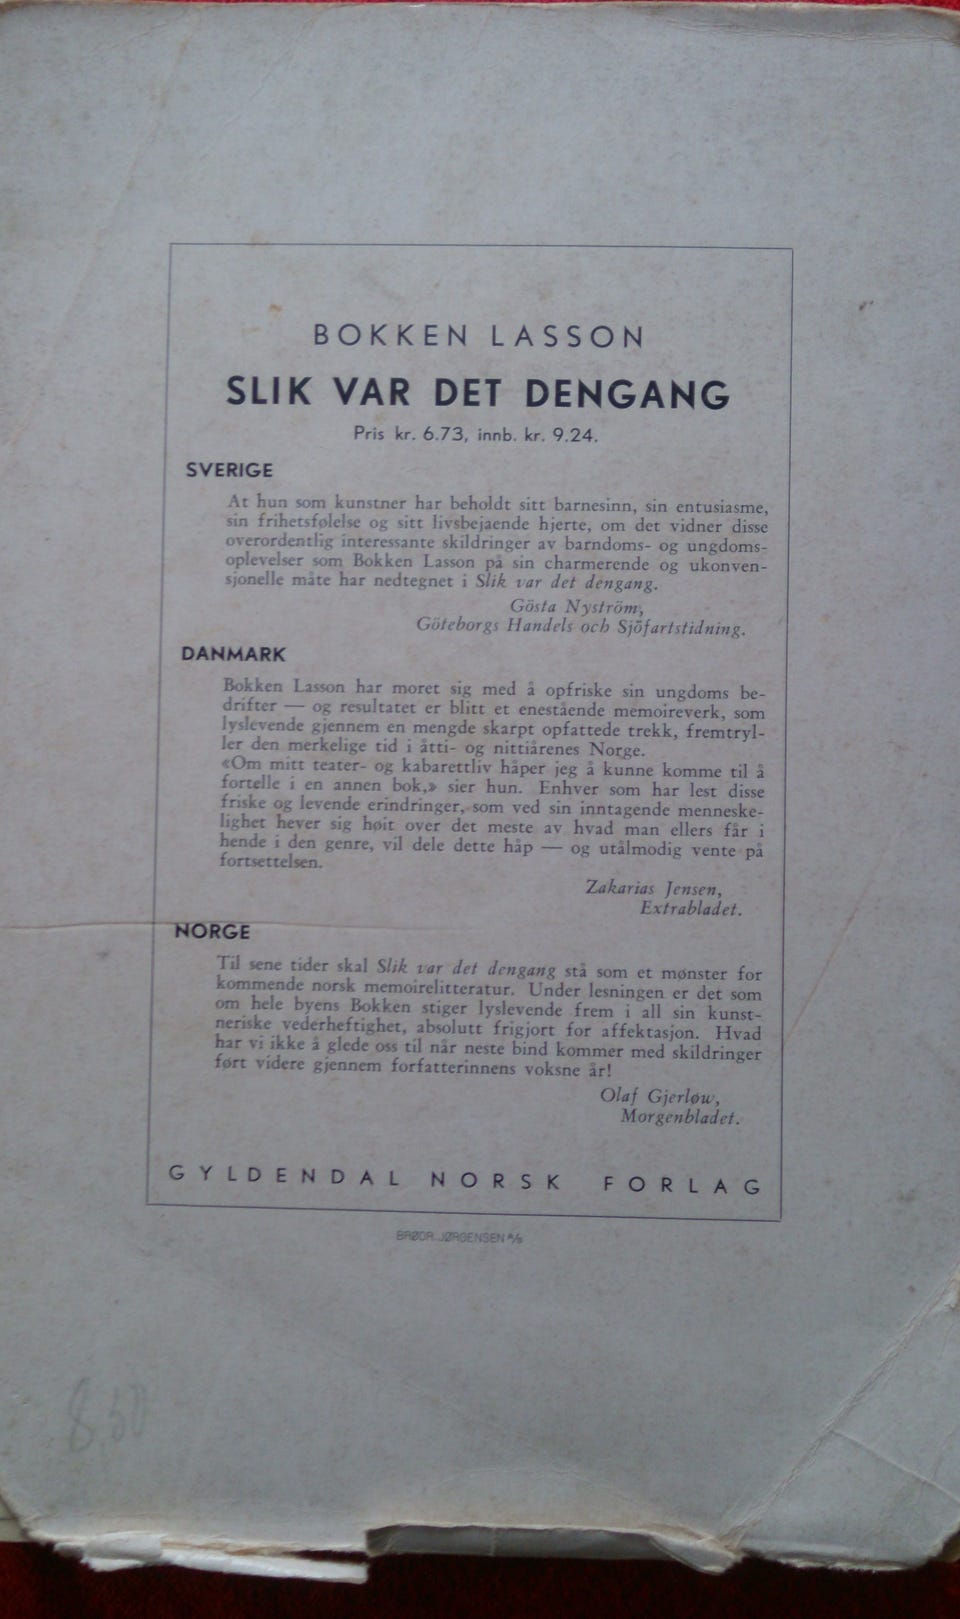 BOKKEN LASSON
SLIK VAR DET DENGANG
Pris kr. 6.73, innb. kr. 9.24.
SVERIGE
At hun som kunstner har beholdt sitt barnesinn, sin entusiasme,
sin frihetsfølelse og sitt livsbejaende hjerte, om det vidner disse
overordentlig interessante skildringer av barndoms- og ungdoms-
oplevelser som Bokken Lasson på sin charmerende og ukonven-
sjonelle måte har nedtegnet i Slik var det dengang.
Gösta Nyström,
Göteborgs Handels och Sjöfartstidning.
DANMARK
Bokken Lasson har moret sig med å opfriske sin ungdoms be-
drifter — og resultatet er blitt et enestående memoireverk, som
lyslevende gjennem en mengde skarpt opfattede trekk, fremtryl-
ler den merkelige tid i åtti- og nittiårenes Norge.
«Om mitt teater- og kabarettliv håper jeg å kunne komme til å
fortelle i en annen bok,» sier hun. Enhver som har lest disse
friske og levende erindringer, som ved sin inntagende menneske-
lighet hever sig høit over det meste av hvad man ellers får i
hende i den genre, vil dele dette håp — og utålmodig vente på
fortsettelsen.
Zakarias Jensen,
Extrabladet.
NORGE
Til sene tider skal Slik var det dengang stå som et mønster for
kommende norsk memoirelitteratur. Under lesningen er det som
om hele byens Bokken stiger lyslevende frem i all sin kunst-
neriske vederheftighet, absolutt frigjort for affektasjon. Hvad
har vi ikke å glede oss til når neste bind kommer med skildringer
ført videre gjennem forfatterinnens voksne år!
Olaf Gjerløw,
Morgenbladet.
GYLDENDAL NORSK FORLAG
BRØDR. JØRGENSEN A/S
8,50